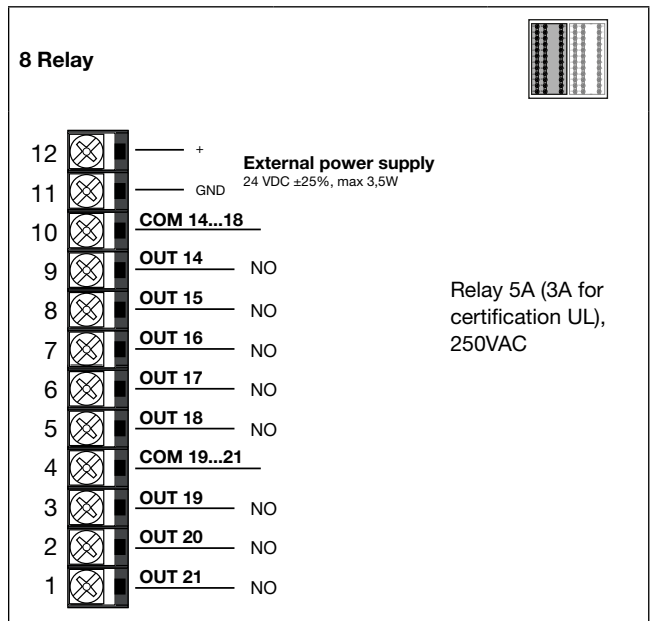 8 Relay
12 +
External power supply
11 GND 24 VDC ±25%, max 3,5W
10 COM 14...18
9 OUT 14 NO
8 OUT 15 NO
7 OUT 16 NO
6 OUT 17 NO
5 OUT 18 NO
4 COM 19...21
3 OUT 19 NO
2 OUT 20 NO
1 OUT 21 NO
Relay 5A (3A for
certification UL),
250VAC